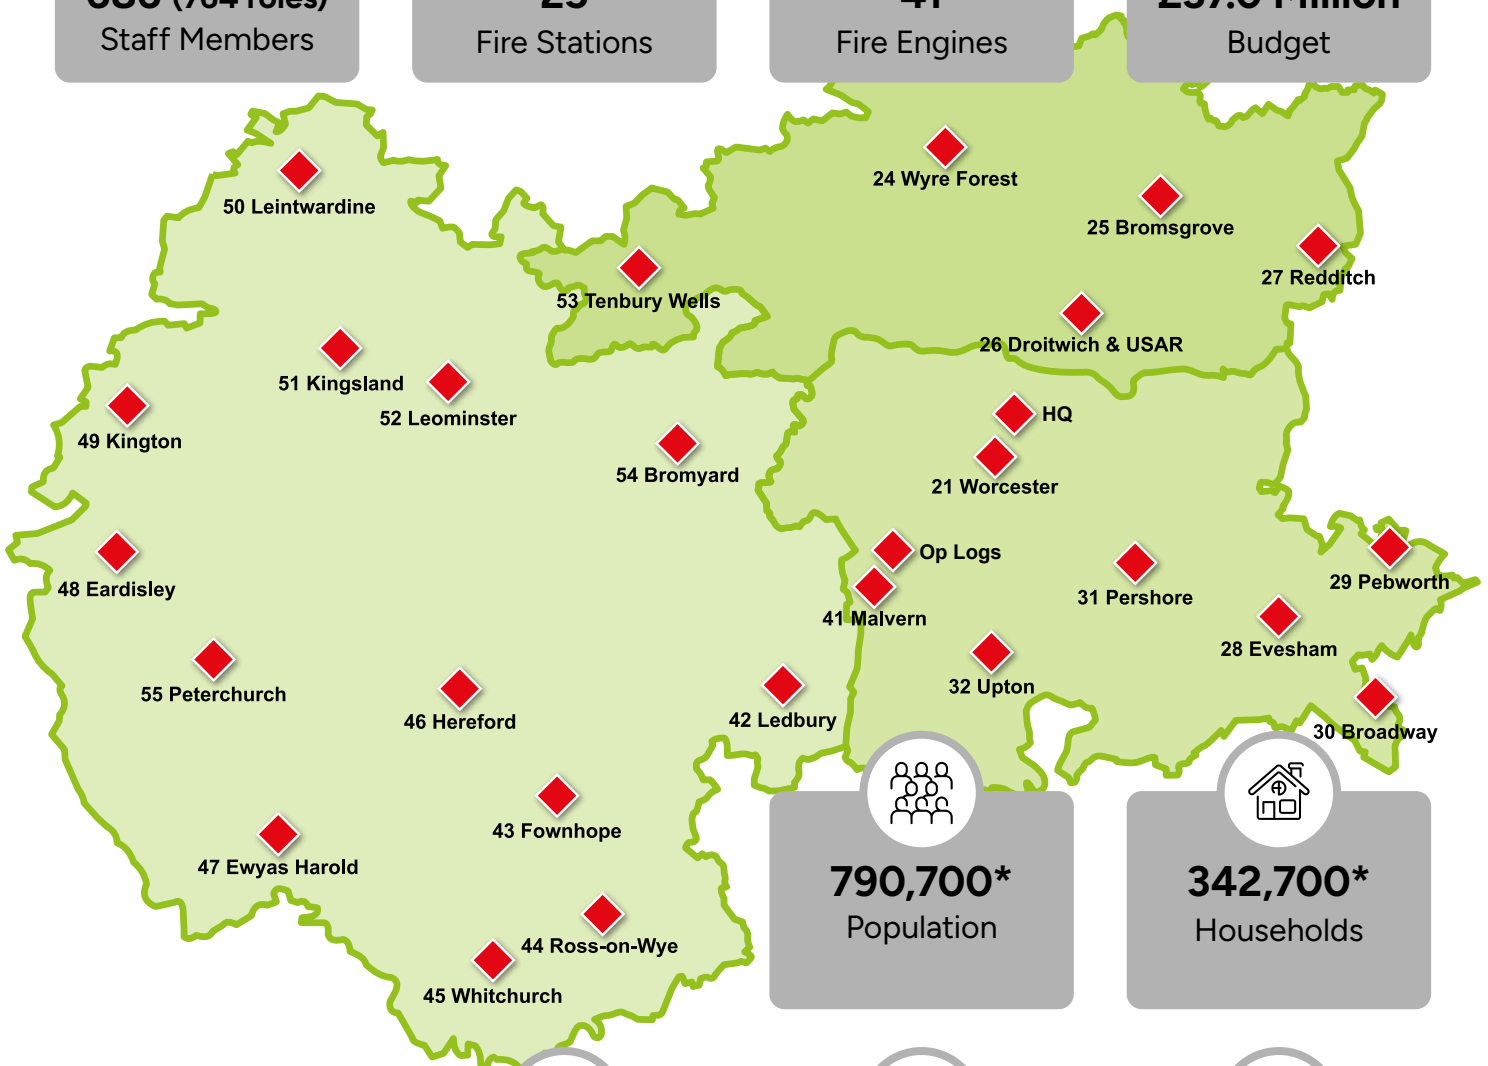 Staff Members
Fire Stations
Fire Engines
Budget
24 Wyre Forest
50 Leintwardine
25 Bromsgrove
27 Redditch
53 Tenbury Wells
26 Droitwich & USAR
51 Kingsland
52 Leominster
HQ
49 Kington
54 Bromyard
21 Worcester
Op Logs
48 Eardisley
29 Pebworth
31 Pershore
41 Malvern
28 Evesham
55 Peterchurch
32 Upton
46 Hereford
42 Ledbury
30 Broadway
43 Fownhope
47 Ewyas Harold
790,700*
Population
342,700*
Households
44 Ross-on-Wye
45 Whitchurch